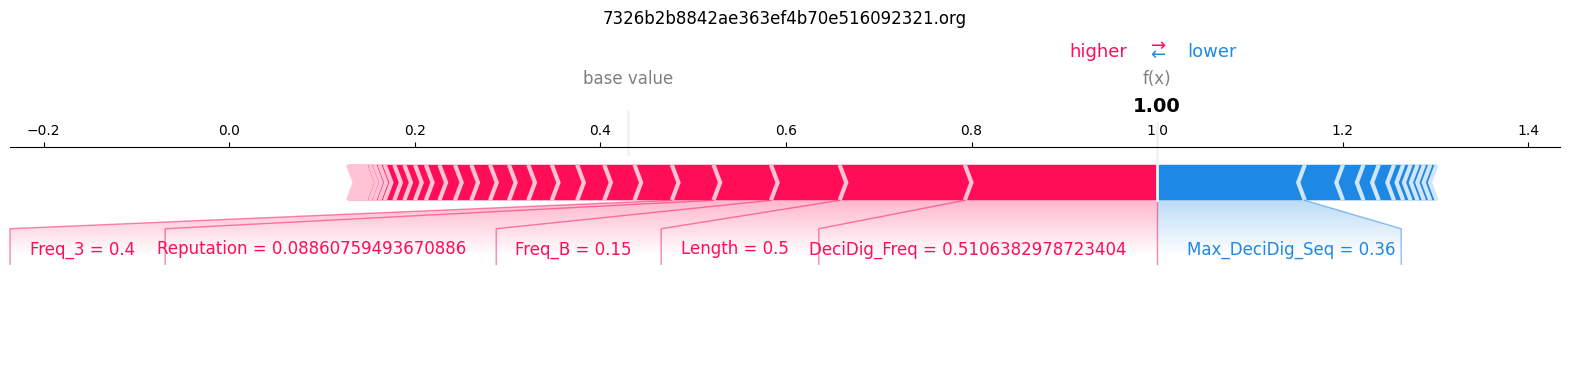 7326b2b8842ae363ef4b70e516092321.org
higher ⇄ lower
base value f(x)
1.00
−0.2 0.0 0.2 0.4 0.6 0.8 1.0 1.2 1.4
Freq_3 = 0.4 Reputation = 0.08860759493670886 Freq_B = 0.15 Length = 0.5 DeciDig_Freq = 0.5106382978723404 Max_DeciDig_Seq = 0.36